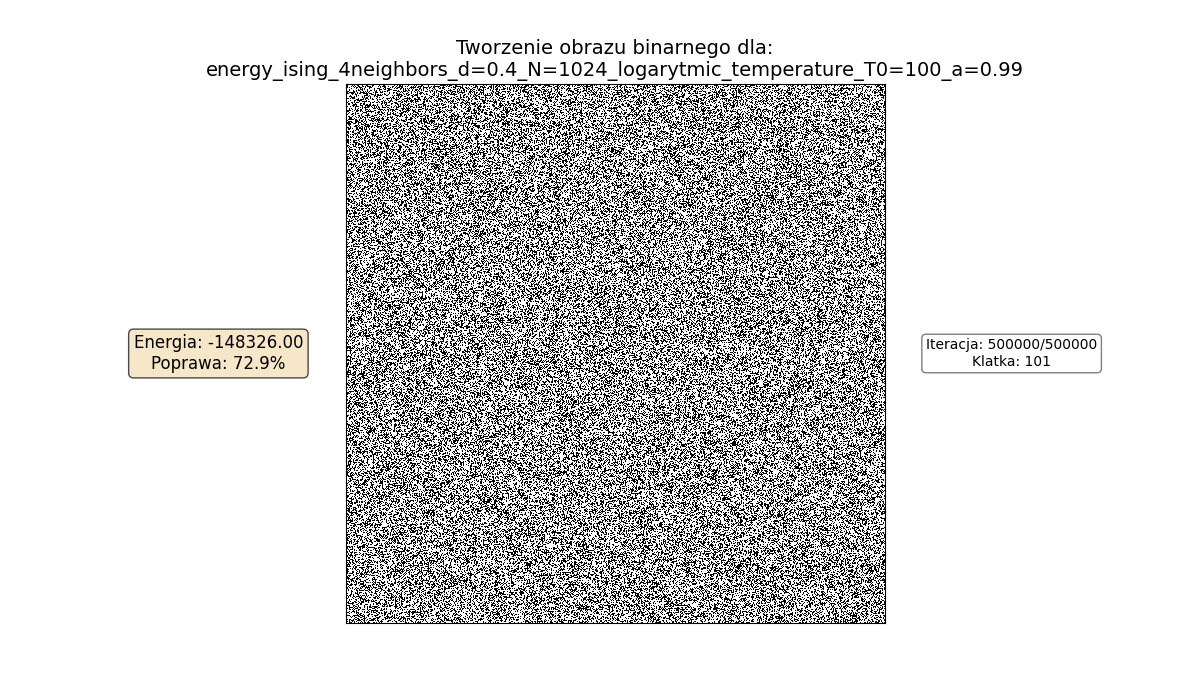 Tworzenie obrazu binarnego dla:
energy_ising_4neighbors_d=0.4_N=1024_logarytmic_temperature_T0=100_a=0.99
Energia: -148326.00
Poprawa: 72.9%
Iteracja: 500000/500000
Klatka: 101